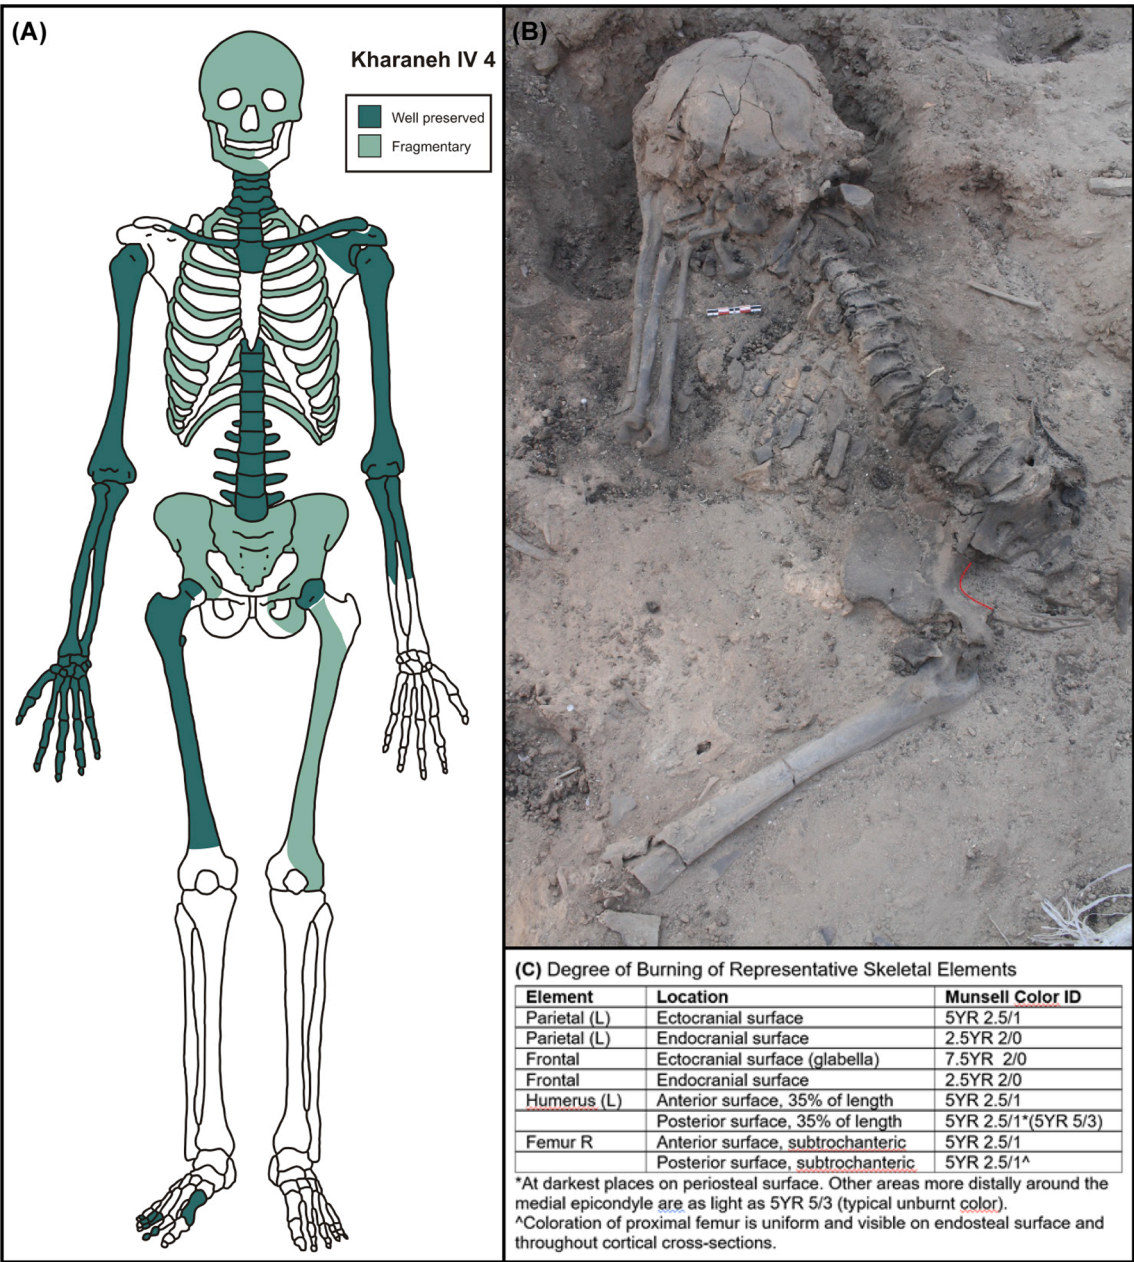 (A)
Kharaneh IV 4
Well preserved
Fragmentary
(B)
(C) Degree of Burning of Representative Skeletal Elements
Element Location Munsell Color ID
Parietal (L) Ectocranial surface 5YR 2.5/1
Parietal (L) Endocranial surface 2.5YR 2/0
Frontal Ectocranial surface (glabella) 7.5YR 2/0
Frontal Endocranial surface 2.5YR 2/0
Humerus (L) Anterior surface, 35% of length 5YR 2.5/1
Posterior surface, 35% of length 5YR 2.5/1*(5YR 5/3)
Femur R Anterior surface, subtrochanteric 5YR 2.5/1
Posterior surface, subtrochanteric 5YR 2.5/1^
*At darkest places on periosteal surface. Other areas more distally around the
medial epicondyle are as light as 5YR 5/3 (typical unburnt color).
^Coloration of proximal femur is uniform and visible on endosteal surface and
throughout cortical cross-sections.